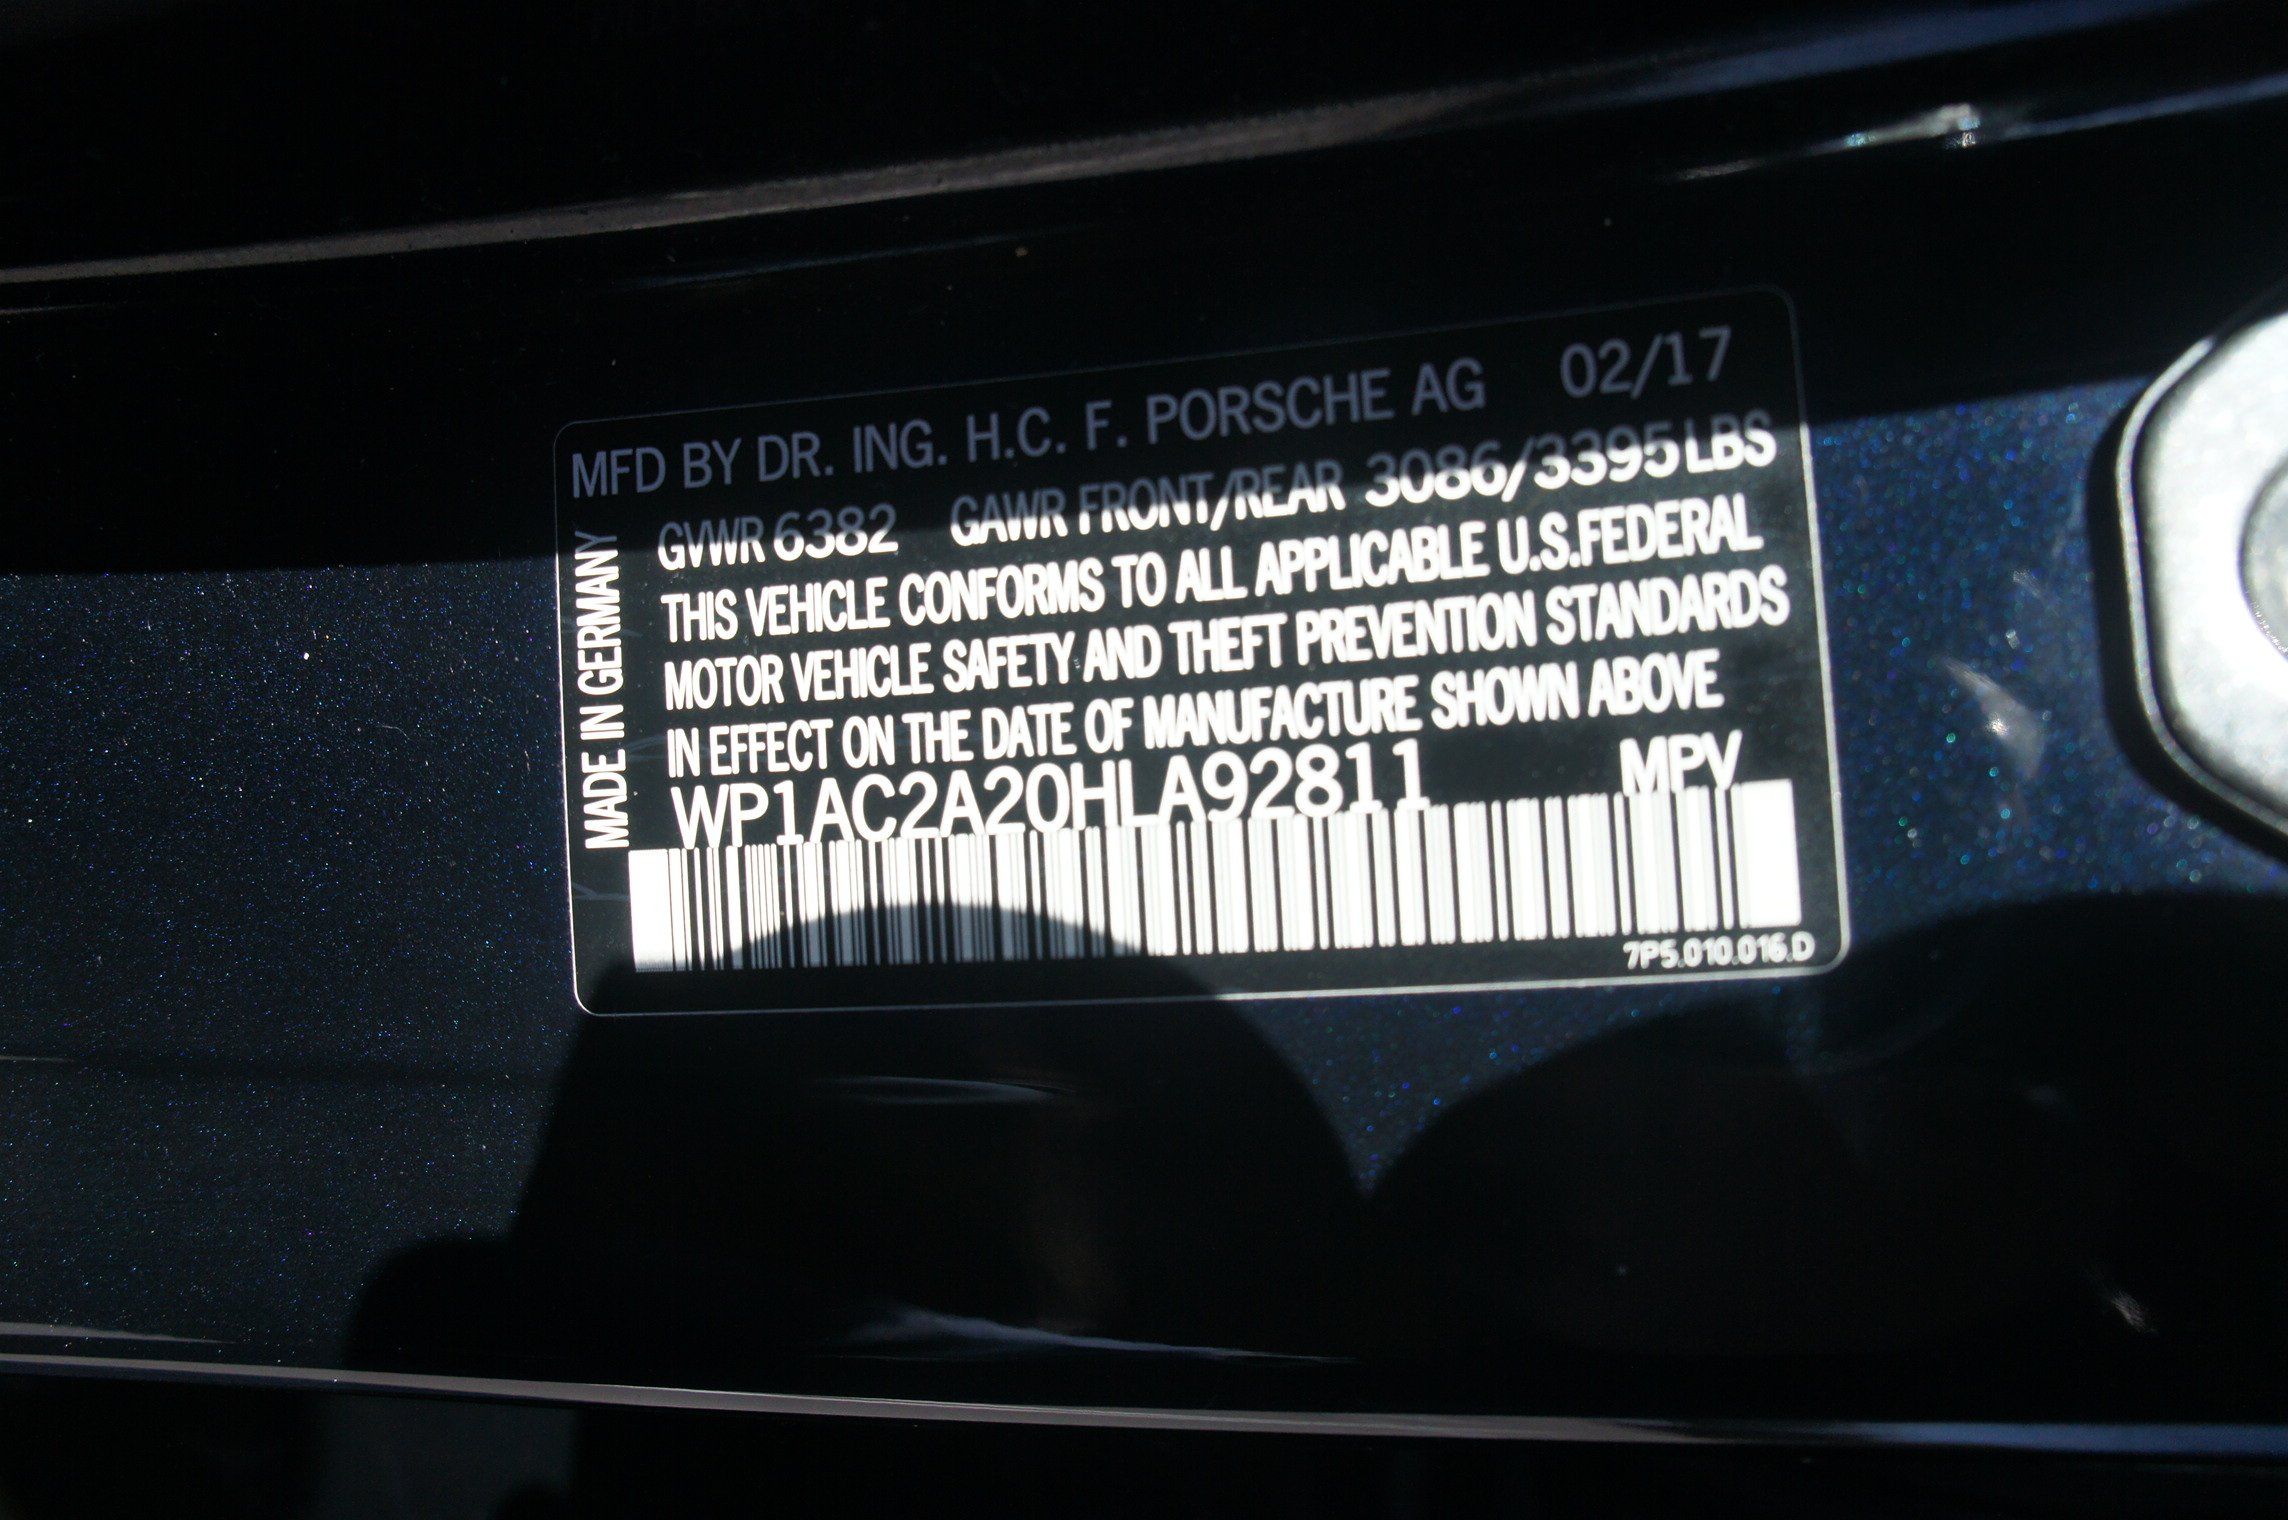 MFD BY DR. ING. H.C. F. PORSCHE AG 02/17
GVWR 6382 GAWR FRONT/REAR 3086/3395LBS
THIS VEHICLE CONFORMS TO ALL APPLICABLE U.S.FEDERAL
MOTOR VEHICLE SAFETY AND THEFT PREVENTION STANDARDS
IN EFFECT ON THE DATE OF MANUFACTURE SHOWN ABOVE
WP1AC2A20HLA92811 MPV
7P5.010.016.D
MADE IN GERMANY